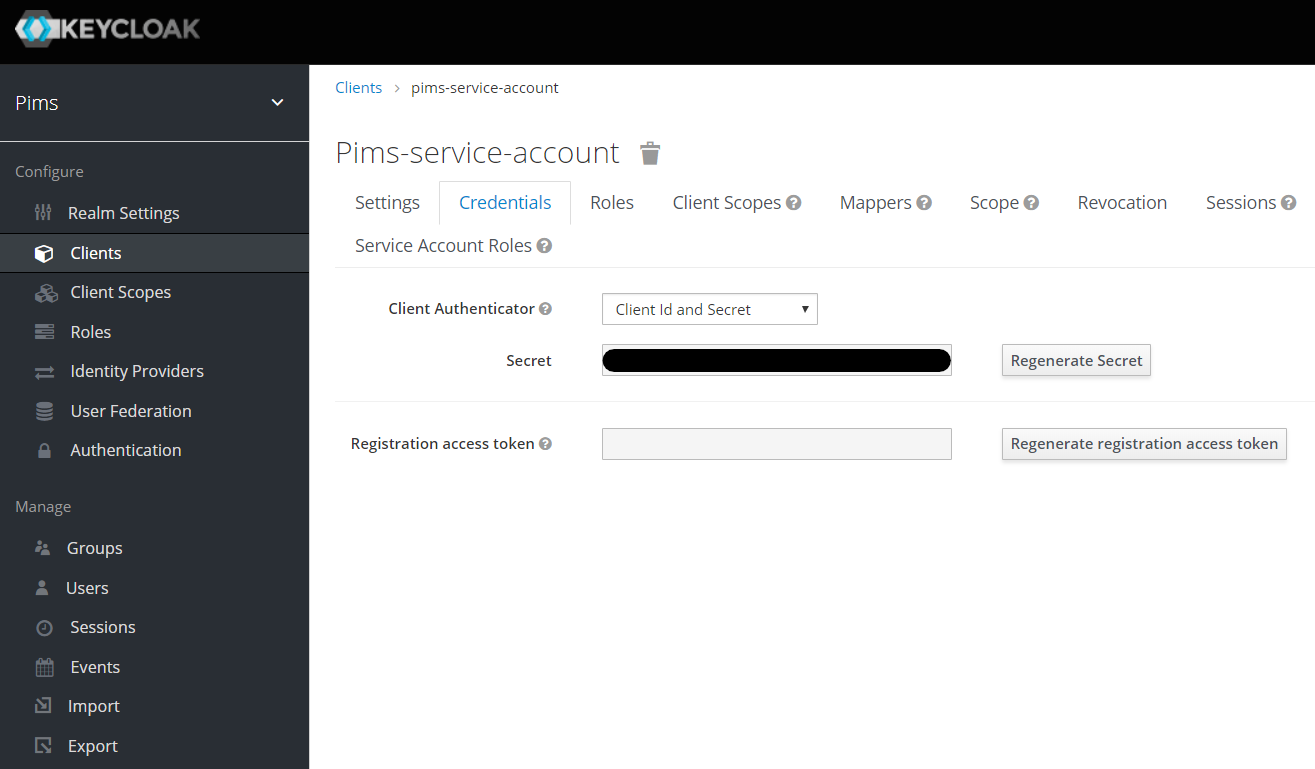 KEYCLOAK
Pims
Configure
Realm Settings
Clients
Client Scopes
Roles
Identity Providers
User Federation
Authentication
Manage
Groups
Users
Sessions
Events
Import
Export
Clients › pims-service-account
Pims-service-account
Settings Credentials Roles Client Scopes ? Mappers ? Scope ? Revocation Sessions ?
Service Account Roles ?
Client Authenticator ? Client Id and Secret
Secret Regenerate Secret
Registration access token ? Regenerate registration access token